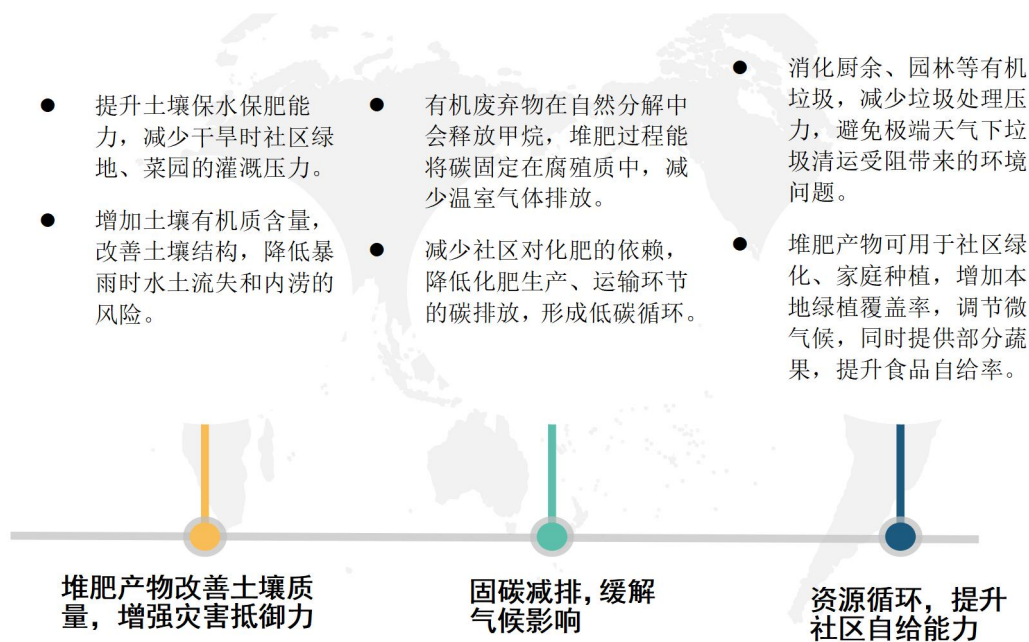 ● 提升土壤保水保肥能
力，减少干旱时社区绿
地、菜园的灌溉压力。
● 增加土壤有机质含量，
改善土壤结构，降低暴
雨时水土流失和内涝的
风险。
● 有机废弃物在自然分解中
会释放甲烷，堆肥过程能
将碳固定在腐殖质中，减
少温室气体排放。
● 减少社区对化肥的依赖，
降低化肥生产、运输环节
的碳排放，形成低碳循环。
● 消化厨余、园林等有机
垃圾，减少垃圾处理压
力，避免极端天气下垃
圾清运受阻带来的环境
问题。
● 堆肥产物可用于社区绿
化、家庭种植，增加本
地绿植覆盖率，调节微
气候，同时提供部分蔬
果，提升食品自给率。
堆肥产物改善土壤质
量，增强灾害抵御力
固碳减排，缓解
气候影响
资源循环，提升
社区自给能力